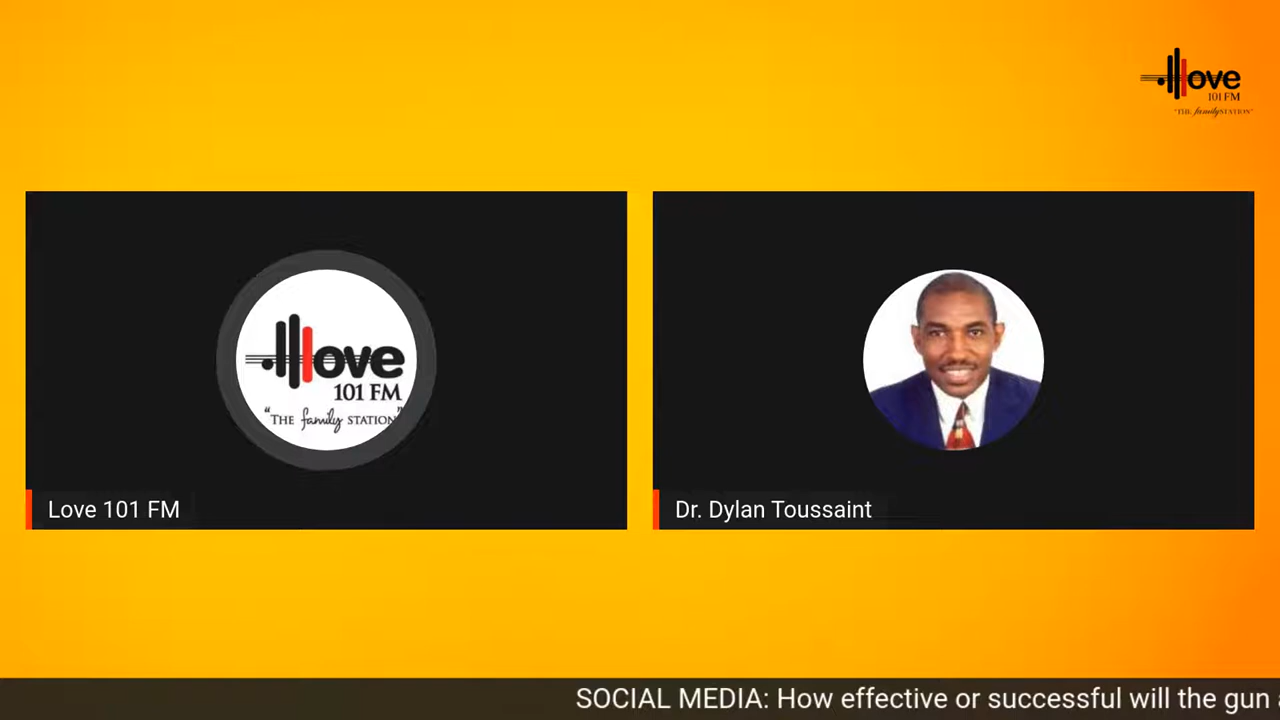 love
101 FM
"THE family STATION"
love
101 FM
"THE family STATION"
Love 101 FM
Dr. Dylan Toussaint
SOCIAL MEDIA: How effective or successful will the gun